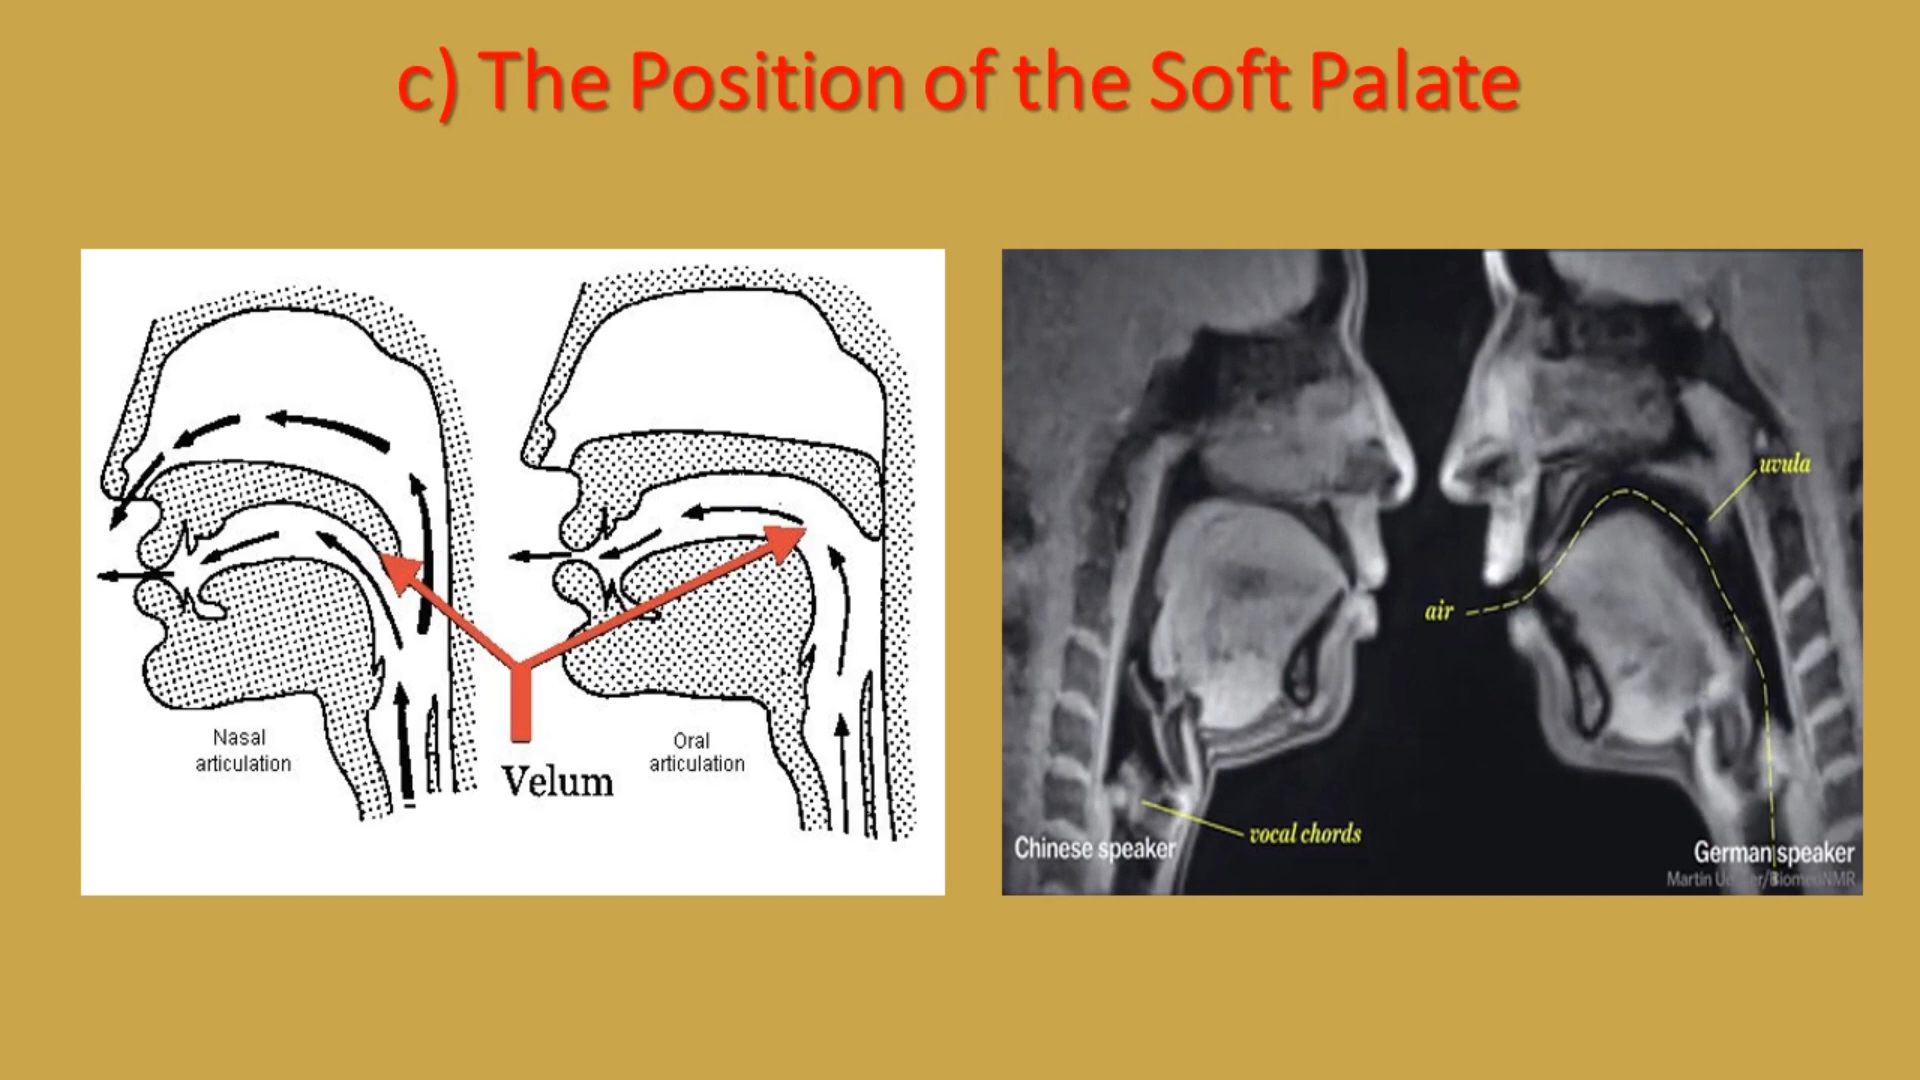 c) The Position of the Soft Palate
Nasal
articulation
Oral
articulation
Velum
uvula
air
vocal chords
Chinese speaker
German speaker
Martin